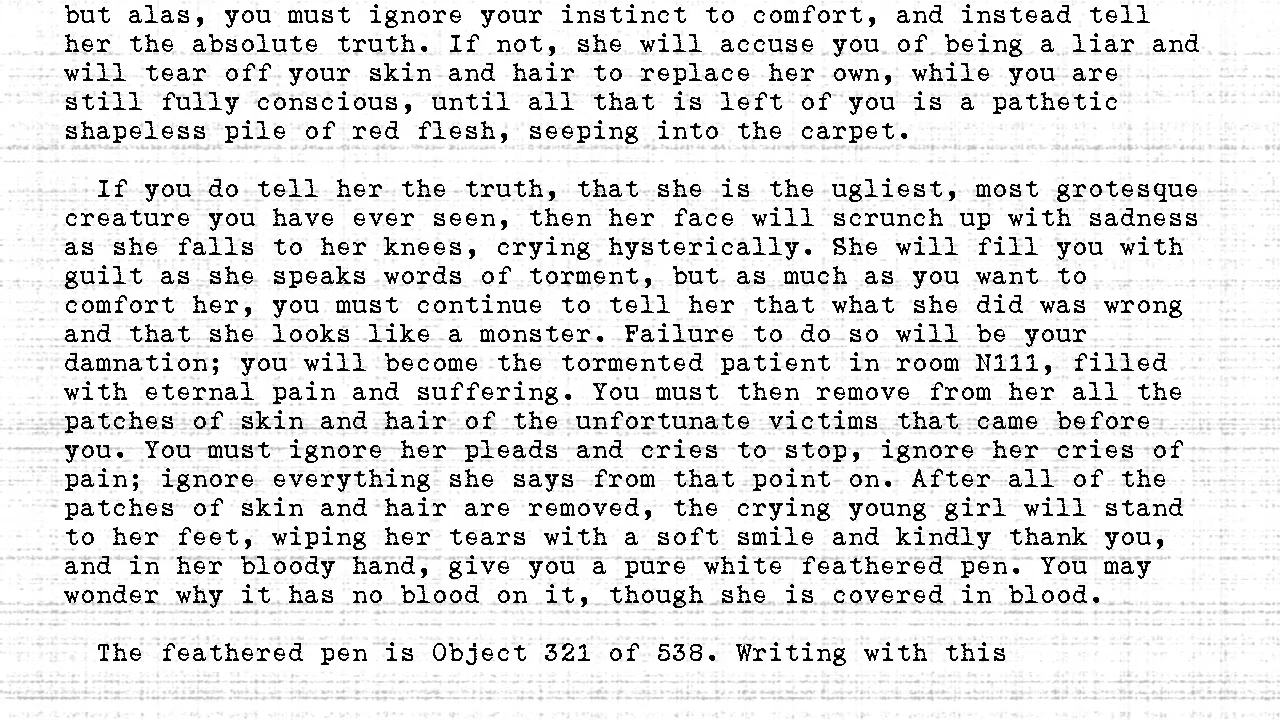 but alas, you must ignore your instinct to comfort, and instead tell
her the absolute truth. If not, she will accuse you of being a liar and
will tear off your skin and hair to replace her own, while you are
still fully conscious, until all that is left of you is a pathetic
shapeless pile of red flesh, seeping into the carpet.
If you do tell her the truth, that she is the ugliest, most grotesque
creature you have ever seen, then her face will scrunch up with sadness
as she falls to her knees, crying hysterically. She will fill you with
guilt as she speaks words of torment, but as much as you want to
comfort her, you must continue to tell her that what she did was wrong
and that she looks like a monster. Failure to do so will be your
damnation; you will become the tormented patient in room N111, filled
with eternal pain and suffering. You must then remove from her all the
patches of skin and hair of the unfortunate victims that came before
you. You must ignore her pleads and cries to stop, ignore her cries of
pain; ignore everything she says from that point on. After all of the
patches of skin and hair are removed, the crying young girl will stand
to her feet, wiping her tears with a soft smile and kindly thank you,
and in her bloody hand, give you a pure white feathered pen. You may
wonder why it has no blood on it, though she is covered in blood.
The feathered pen is Object 321 of 538. Writing with this